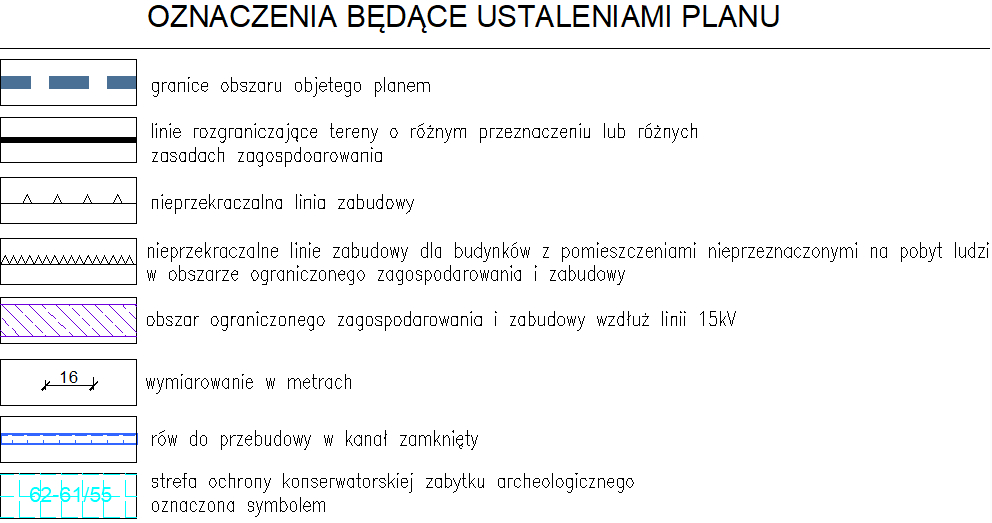 OZNACZENIA BĘDĄCE USTALENIAMI PLANU
granice obszaru objetego planem
linie rozgraniczające tereny o różnym przeznaczeniu lub różnych
zasadach zagospdoarowania
nieprzekraczalna linia zabudowy
nieprzekraczalne linie zabudowy dla budynków z pomieszczeniami nieprzeznaczonymi na pobyt ludzi
w obszarze ograniczonego zagospodarowania i zabudowy
obszar ograniczonego zagospodarowania i zabudowy wzdłuż linii 15kV
16
wymiarowanie w metrach
rów do przebudowy w kanał zamknięty
62-61/55
strefa ochrony konserwatorskiej zabytku archeologicznego
oznaczona symbolem